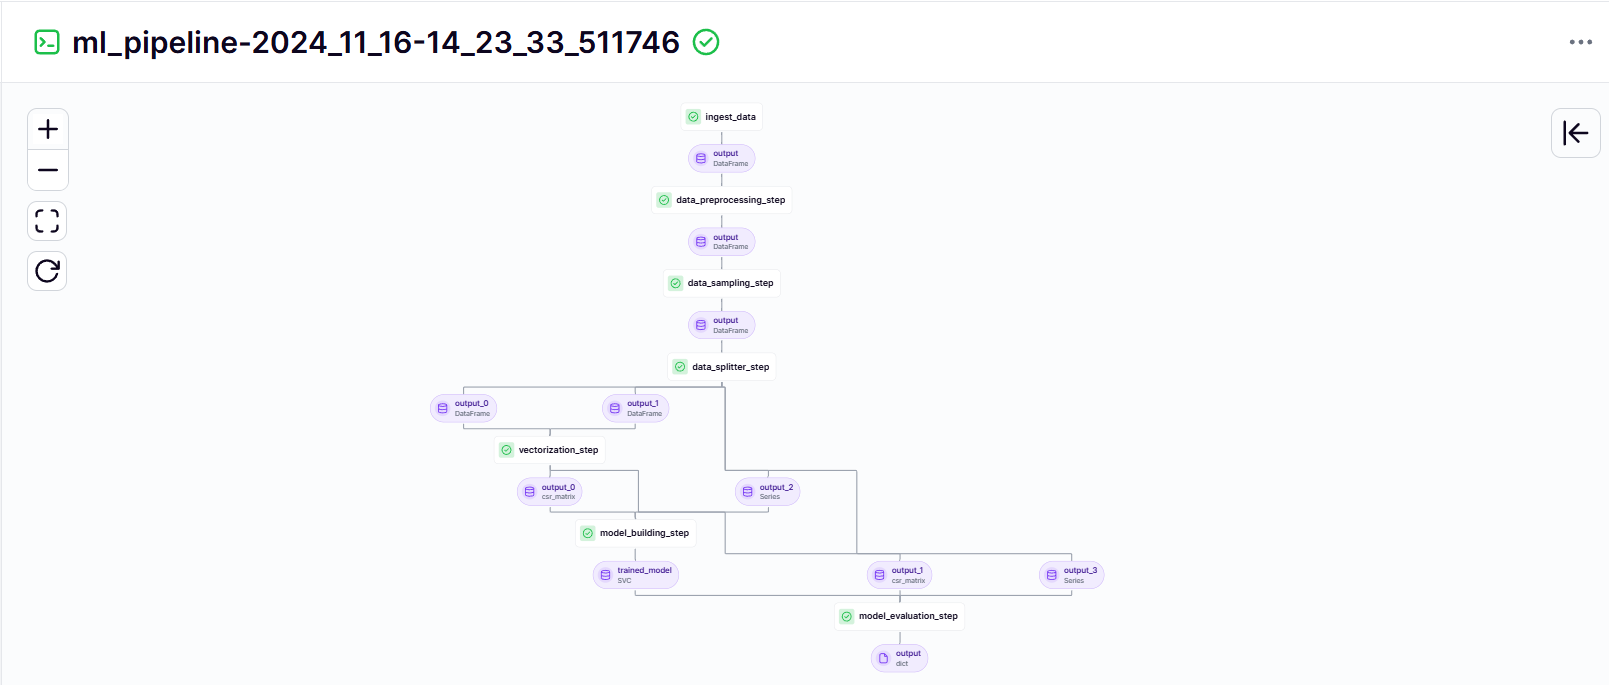 ml_pipeline-2024_11_16-14_23_33_511746
ingest_data
output
DataFrame
data_preprocessing_step
output
DataFrame
data_sampling_step
output
DataFrame
data_splitter_step
output_0
DataFrame
output_1
DataFrame
vectorization_step
output_0
csr_matrix
output_2
Series
model_building_step
trained_model
SVC
output_1
csr_matrix
output_3
Series
model_evaluation_step
output
dict